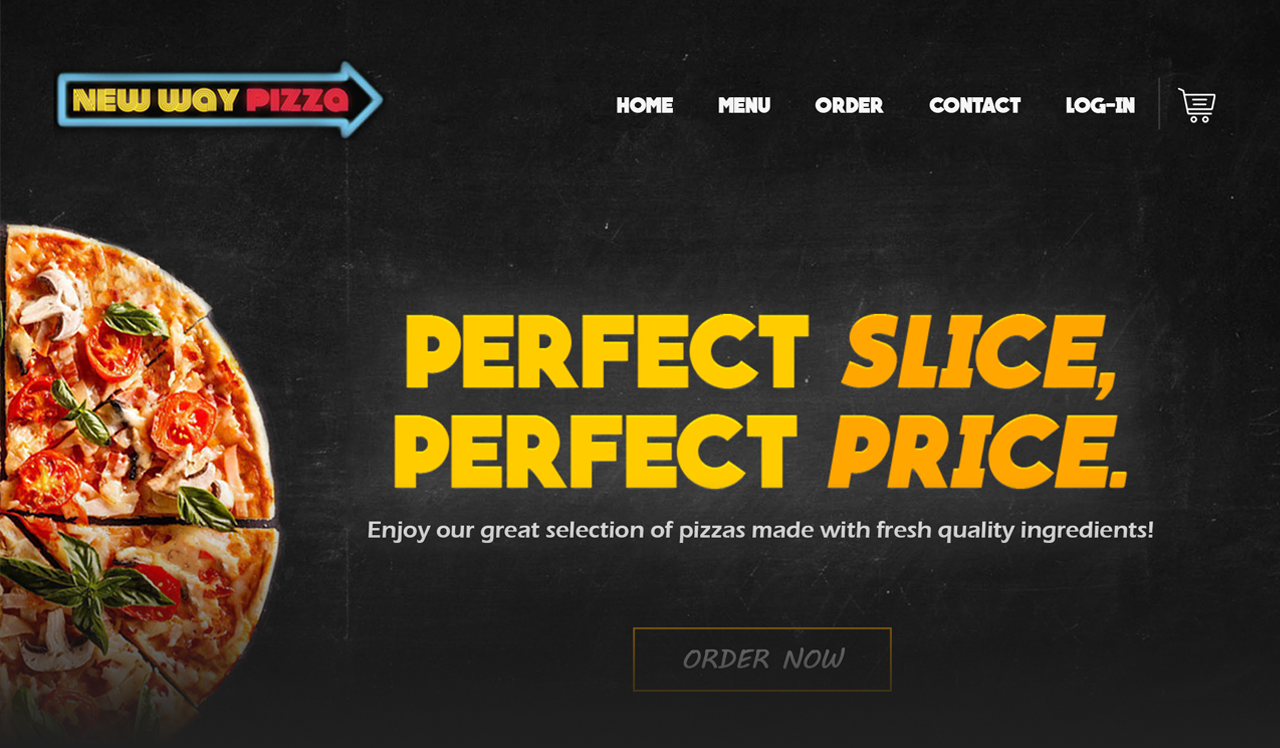 NEW WAY PIZZA
HOME MENU ORDER CONTACT LOG-IN
PERFECT SLICE,
PERFECT PRICE.
Enjoy our great selection of pizzas made with fresh quality ingredients!
ORDER NOW